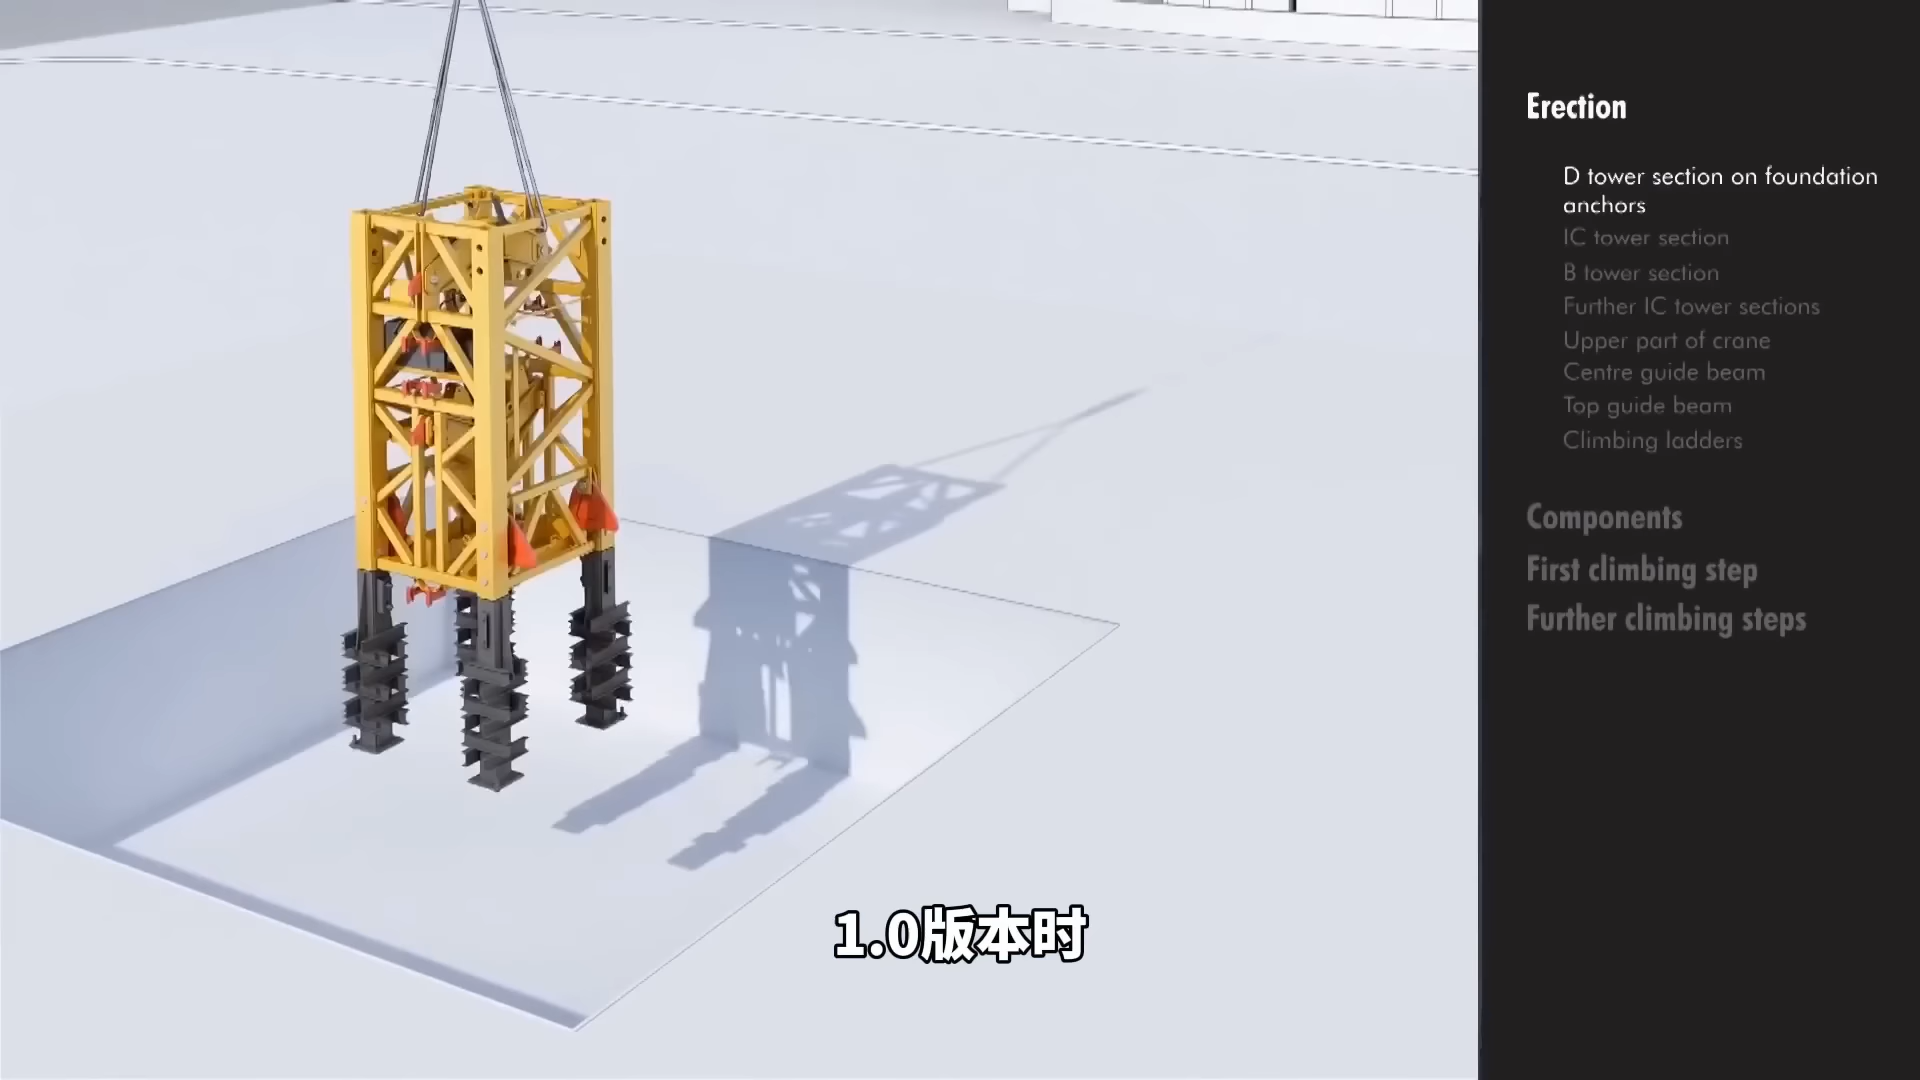 Erection
D tower section on foundation
anchors
IC tower section
B tower section
Further IC tower sections
Upper part of crane
Centre guide beam
Top guide beam
Climbing ladders
Components
First climbing step
Further climbing steps
1.0版本时